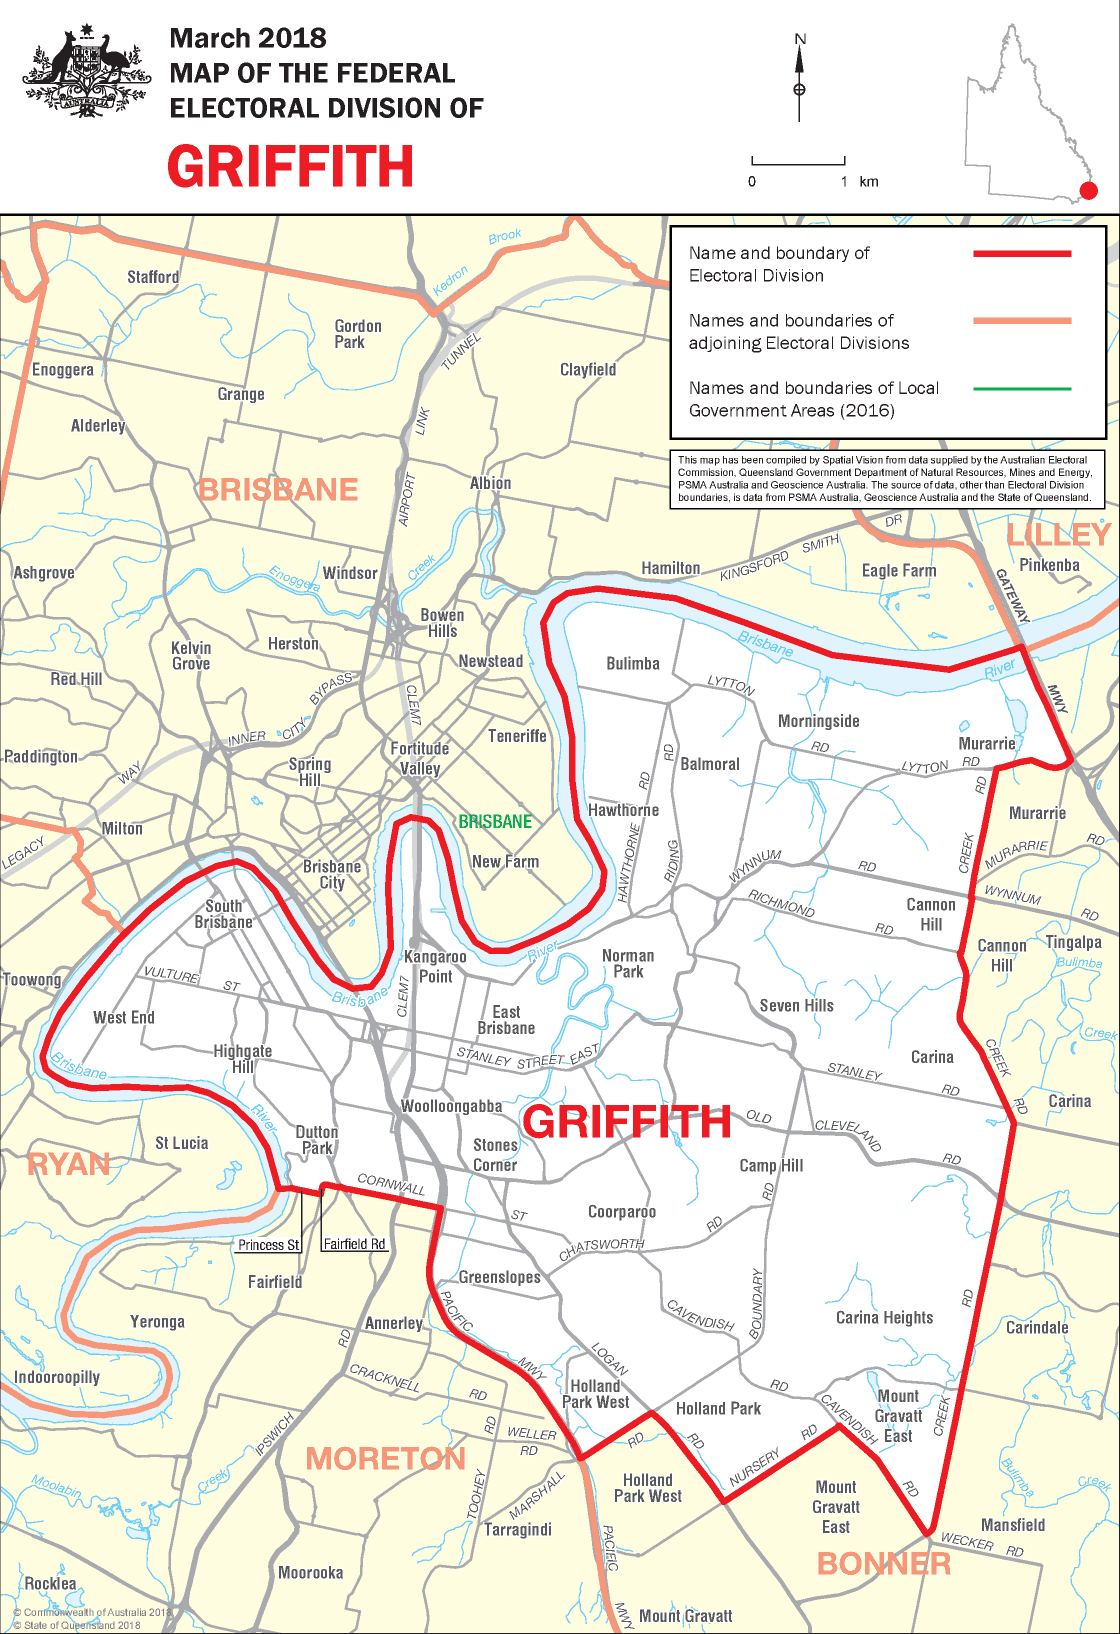 March 2018
MAP OF THE FEDERAL
ELECTORAL DIVISION OF
GRIFFITH
AUSTRALIA
N
0 1 km
Name and boundary of
Electoral Division
Names and boundaries of
adjoining Electoral Divisions
Names and boundaries of Local
Government Areas (2016)
This map has been compiled by Spatial Vision from data supplied by the Australian Electoral
Commission, Queensland Government Department of Natural Resources, Mines and Energy,
PSMA Australia and Geoscience Australia. The source of data, other than Electoral Division
boundaries, is data from PSMA Australia, Geoscience Australia and the State of Queensland.
Kedron Brook
Stafford
Gordon
Park
TUNNEL
Enoggera
Clayfield
Grange
LINK
Alderley
BRISBANE
Albion
AIRPORT
DR
LILLEY
SMITH
KINGSFORD
Pinkenba
Hamilton
Eagle Farm
Ashgrove
Enoggera
Windsor
Creek
GATEWAY
Bowen
Hills
Herston
Kelvin
Grove
Brisbane
River
Newstead
Bulimba
Red Hill
BYPASS
CLEM7
LYTTON
MWY
CITY
INNER
Morningside
Teneriffe
Fortitude
Valley
RD
Murarrie
Paddington
WAY
Spring
Hill
RD
Balmoral
LYTTON RD
RD
RD
Hawthorne
Murarrie
BRISBANE
Milton
LEGACY
HAWTHORNE
RIDING
CREEK
MURARRIE
RD
New Farm
Brisbane
City
WYNNUM
RD
WYNNUM
RD
RICHMOND
RD
South
Brisbane
Cannon
Hill
Cannon
Hill
Tingalpa
Bulimba
River
Kangaroo
Point
Norman
Park
Toowong
VULTURE ST
CLEM7
Brisbane
Seven Hills
West End
East
Brisbane
Creek
Highgate
Hill
STANLEY STREET EAST
Carina
CREEK
Brisbane
STANLEY
RD
RD
Carina
River
Woolloongabba
GRIFFITH
OLD
CLEVELAND
RD
St Lucia
Dutton
Park
Stones
Corner
RYAN
Camp Hill
CORNWALL
RD
ST
Coorparoo
RD
Princess St
Fairfield Rd
CHATSWORTH
Fairfield
Greenslopes
PACIFIC
BOUNDARY
RD
Yeronga
Annerley
CAVENDISH
Carina Heights
Carindale
RD
LOGAN
MWY
Indooroopilly
CRACKNELL
RD
Holland
Park West
RD
Mount
Gravatt
East
Holland Park
CAVENDISH
CREEK
IPSWICH
RD
WELLER
RD
RD
RD
RD
MORETON
NURSERY
RD
Moolabin
Creek
TOOHEY
MARSHALL
Holland
Park West
Mount
Gravatt
East
Bulimba
Creek
Tarragindi
Mansfield
WECKER RD
PACIFIC
BONNER
Moorooka
Rocklea
MWY
Mount Gravatt
© Commonwealth of Australia 2018
© State of Queensland 2018